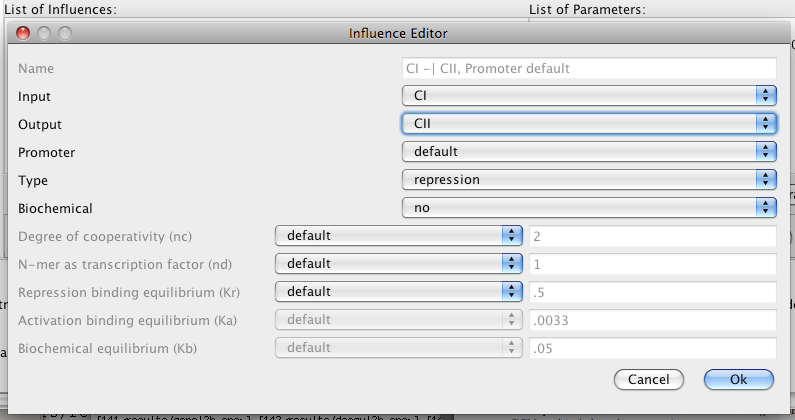 List of Influences: List of Parameters:
Influence Editor
Name CI -| CII, Promoter default
Input CI
Output CII
Promoter default
Type repression
Biochemical no
Degree of cooperativity (nc) default 2
N-mer as transcription factor (nd) default 1
Repression binding equilibrium (Kr) default .5
Activation binding equilibrium (Ka) default .0033
Biochemical equilibrium (Kb) default .05
Cancel Ok